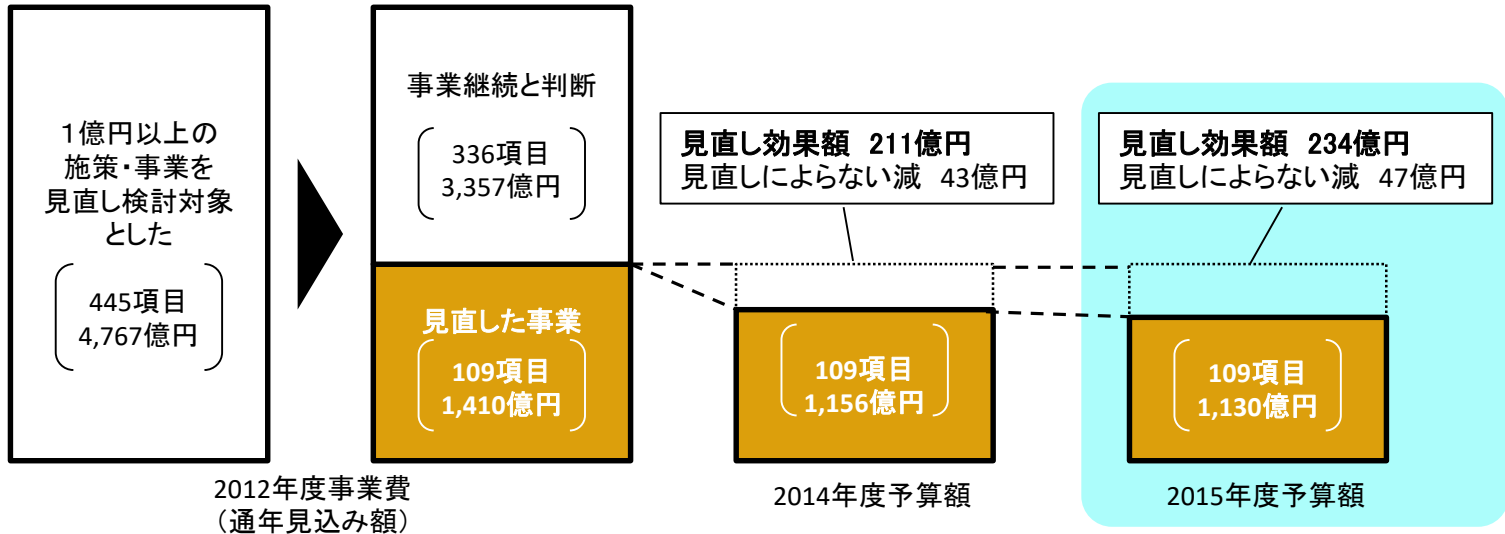 １億円以上の
施策・事業を
見直し検討対象
とした
445項目
4,767億円
事業継続と判断
336項目
3,357億円
見直した事業
109項目
1,410億円
2012年度事業費
（通年見込み額）
見直し効果額 211億円
見直しによらない減 43億円
109項目
1,156億円
2014年度予算額
見直し効果額 234億円
見直しによらない減 47億円
109項目
1,130億円
2015年度予算額